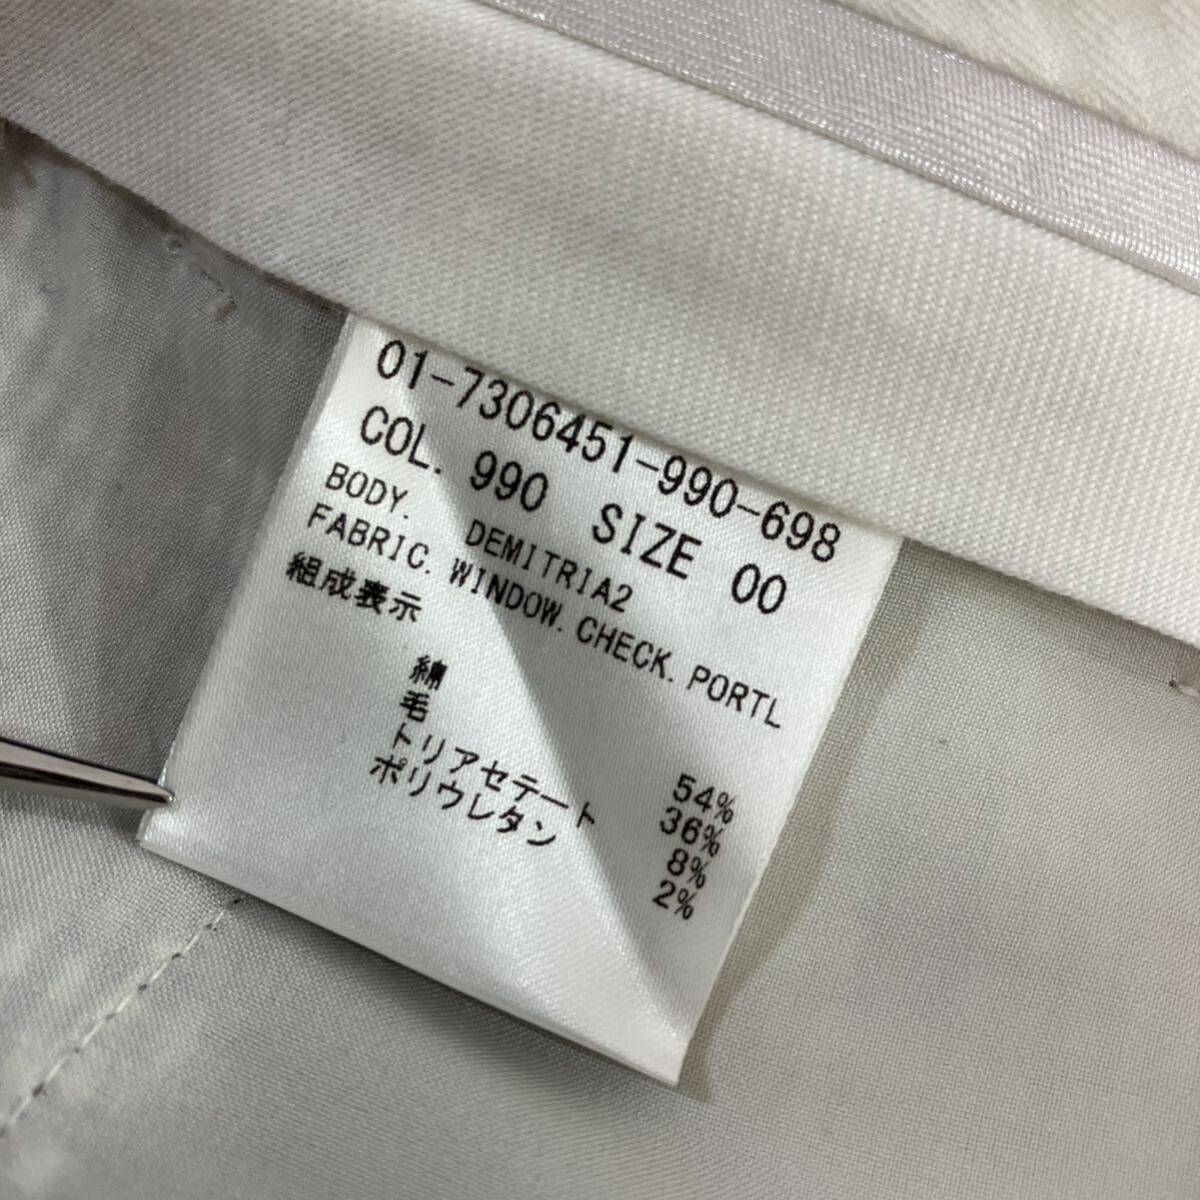 01-7306451-990-698
COL. 990 SIZE 00
BODY. DEMITRIA2
FABRIC. WINDOW. CHECK. PORTL
組成表示
綿 54%
毛 36%
トリアセテート 8%
ポリウレタン 2%